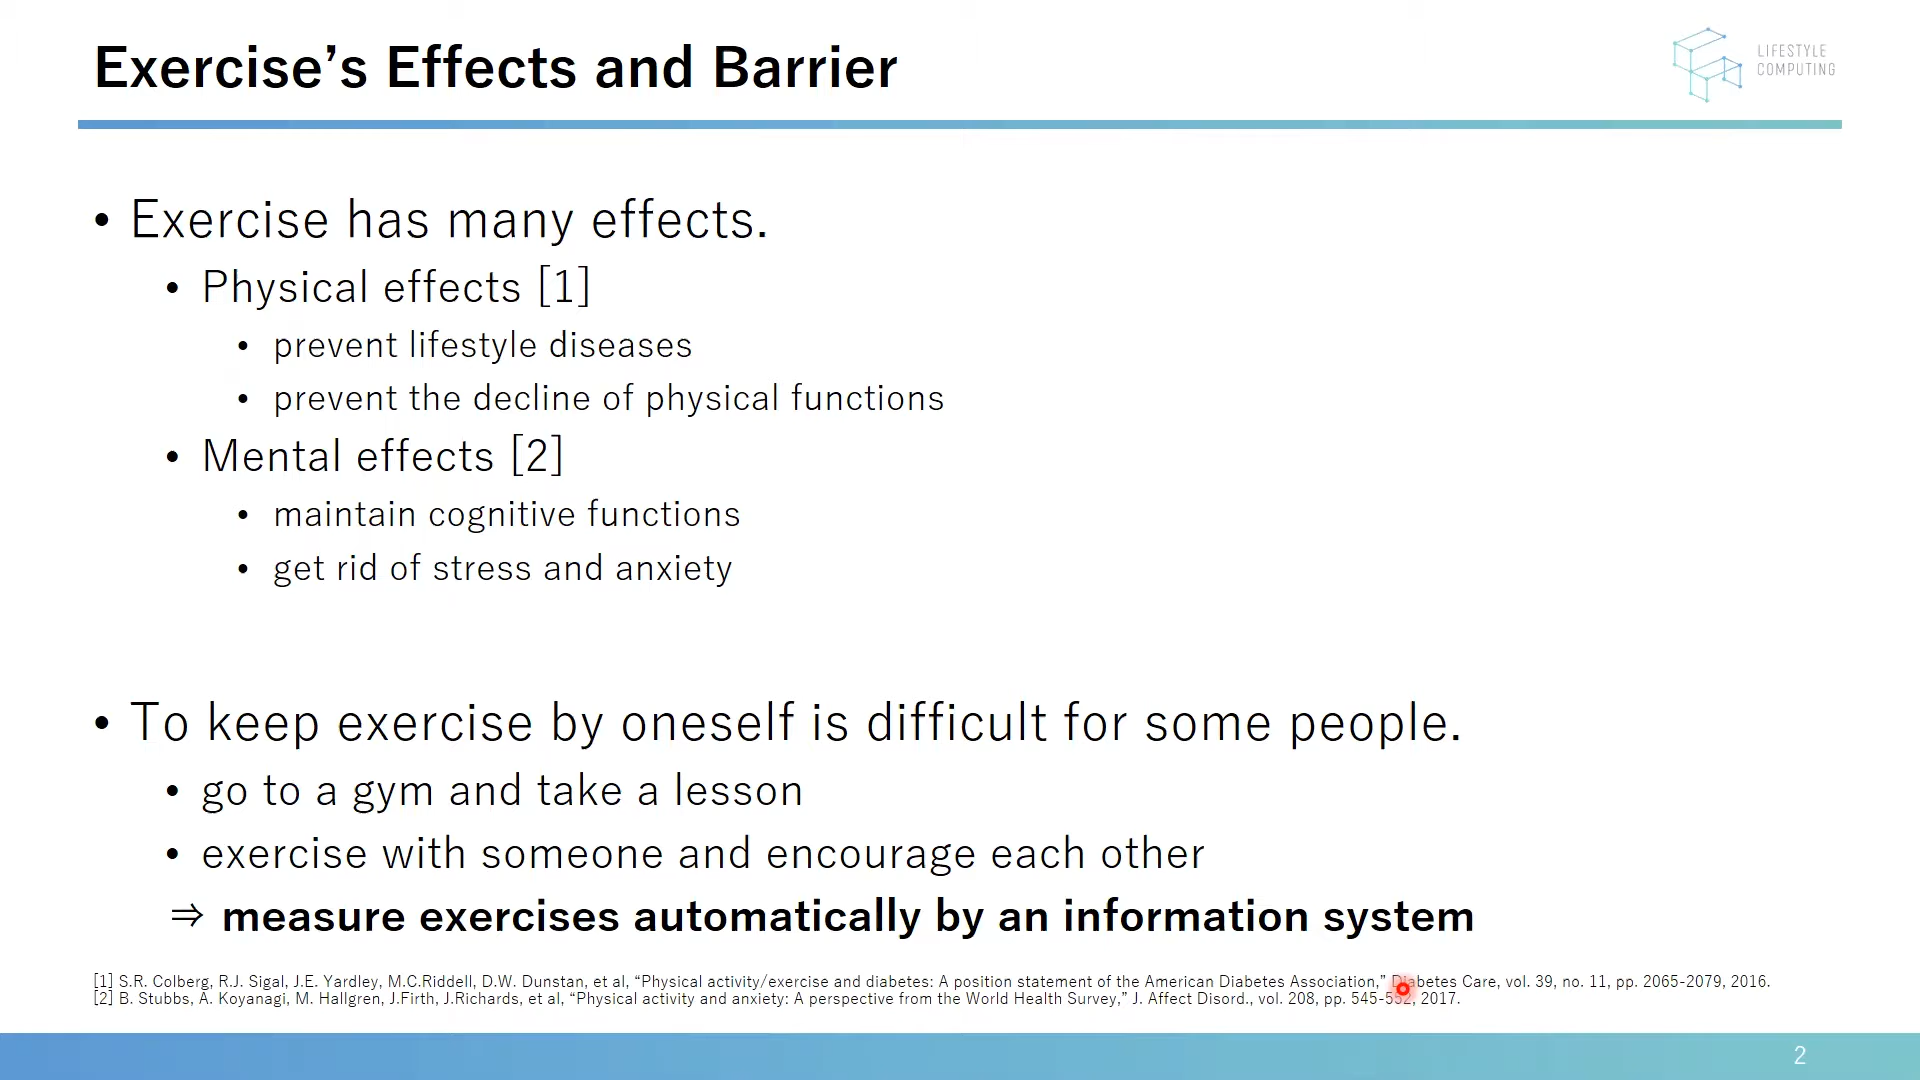 Exercise’s Effects and Barrier
LIFESTYLE
COMPUTING
• Exercise has many effects.
• Physical effects [1]
• prevent lifestyle diseases
• prevent the decline of physical functions
• Mental effects [2]
• maintain cognitive functions
• get rid of stress and anxiety
• To keep exercise by oneself is difficult for some people.
• go to a gym and take a lesson
• exercise with someone and encourage each other
⇒ measure exercises automatically by an information system
[1] S.R. Colberg, R.J. Sigal, J.E. Yardley, M.C.Riddell, D.W. Dunstan, et al, “Physical activity/exercise and diabetes: A position statement of the American Diabetes Association,” Diabetes Care, vol. 39, no. 11, pp. 2065-2079, 2016.
[2] B. Stubbs, A. Koyanagi, M. Hallgren, J.Firth, J.Richards, et al, “Physical activity and anxiety: A perspective from the World Health Survey,” J. Affect Disord., vol. 208, pp. 545-552, 2017.
2